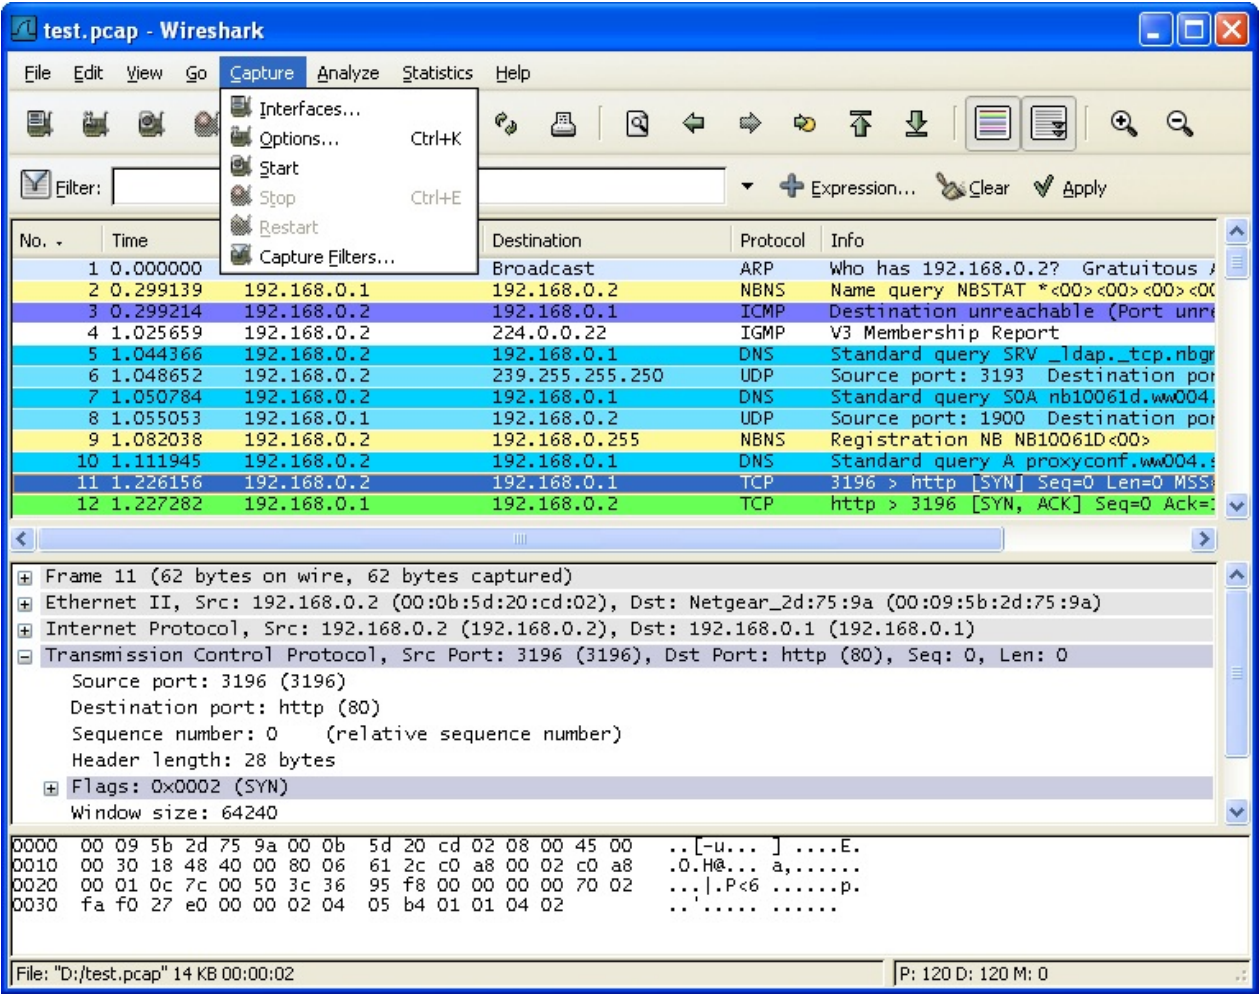 test.pcap - Wireshark
File Edit View Go Capture Analyze Statistics Help
Interfaces...
Options... Ctrl+K
Start
Stop Ctrl+E
Restart
Capture Filters...
Filter: Expression... Clear Apply
No. Time Destination Protocol Info
1 0.000000 Broadcast ARP Who has 192.168.0.2? Gratuitous
2 0.299139 192.168.0.1 192.168.0.2 NBNS Name query NBSTAT *<00><00><00><00
3 0.299214 192.168.0.2 192.168.0.1 ICMP Destination unreachable (Port unre
4 1.025659 192.168.0.2 224.0.0.22 IGMP V3 Membership Report
5 1.044366 192.168.0.2 192.168.0.1 DNS Standard query SRV _ldap._tcp.nbgr
6 1.048652 192.168.0.2 239.255.255.250 UDP Source port: 3193 Destination por
7 1.050784 192.168.0.2 192.168.0.1 DNS Standard query SOA nb10061d.ww004.
8 1.055053 192.168.0.1 192.168.0.2 UDP Source port: 1900 Destination por
9 1.082038 192.168.0.2 192.168.0.255 NBNS Registration NB NB10061D<00>
10 1.111945 192.168.0.2 192.168.0.1 DNS Standard query A proxyconf.ww004.s
11 1.226156 192.168.0.2 192.168.0.1 TCP 3196 > http [SYN] Seq=0 Len=0 MSS=
12 1.227282 192.168.0.1 192.168.0.2 TCP http > 3196 [SYN, ACK] Seq=0 Ack=1
Frame 11 (62 bytes on wire, 62 bytes captured)
Ethernet II, Src: 192.168.0.2 (00:0b:5d:20:cd:02), Dst: Netgear_2d:75:9a (00:09:5b:2d:75:9a)
Internet Protocol, Src: 192.168.0.2 (192.168.0.2), Dst: 192.168.0.1 (192.168.0.1)
Transmission Control Protocol, Src Port: 3196 (3196), Dst Port: http (80), Seq: 0, Len: 0
Source port: 3196 (3196)
Destination port: http (80)
Sequence number: 0 (relative sequence number)
Header length: 28 bytes
Flags: 0x0002 (SYN)
Window size: 64240
0000 00 09 5b 2d 75 9a 00 0b 5d 20 cd 02 08 00 45 00 ..[-u... ] ....E.
0010 00 30 18 48 40 00 80 06 61 2c c0 a8 00 02 c0 a8 .0.H@... a,......
0020 00 01 0c 7c 00 50 3c 36 95 f8 00 00 00 00 70 02 ...|.P<6 ......p.
0030 fa f0 27 e0 00 00 02 04 05 b4 01 01 04 02 ..'..... ......
File: "D:/test.pcap" 14 KB 00:00:02 P: 120 D: 120 M: 0